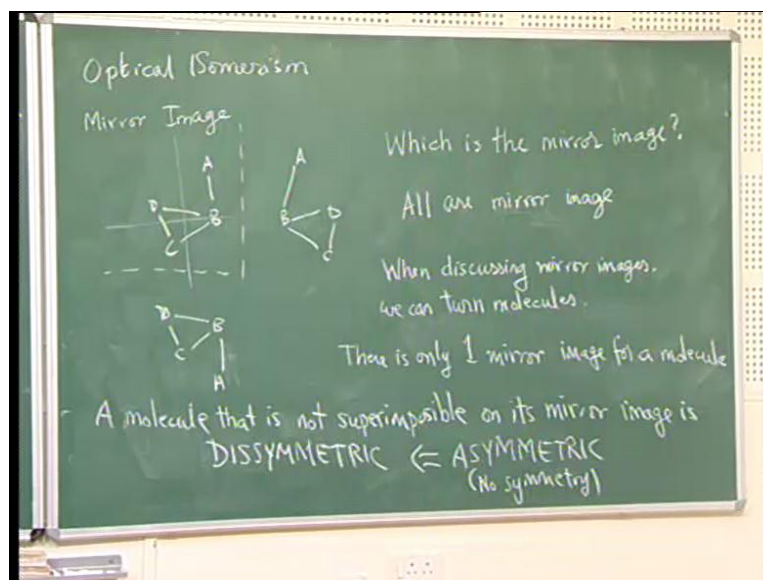 Optical Isomerism
Mirror Image
A
D
B
C
A
B
D
C
D
B
C
A
Which is the mirror image?
All are mirror image
When discussing mirror images.
we can turn molecules.
There is only 1 mirror image for a molecule
A molecule that is not superimposible on its mirror image is
DISSYMMETRIC ⇐ ASYMMETRIC
(No symmetry)